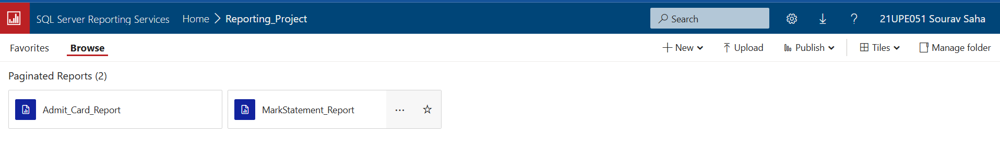 SQL Server Reporting Services Home > Reporting_Project Search ? 21UPE051 Sourav Saha
Favorites Browse New Upload Publish Tiles Manage folder
Paginated Reports (2)
Admit_Card_Report MarkStatement_Report ...